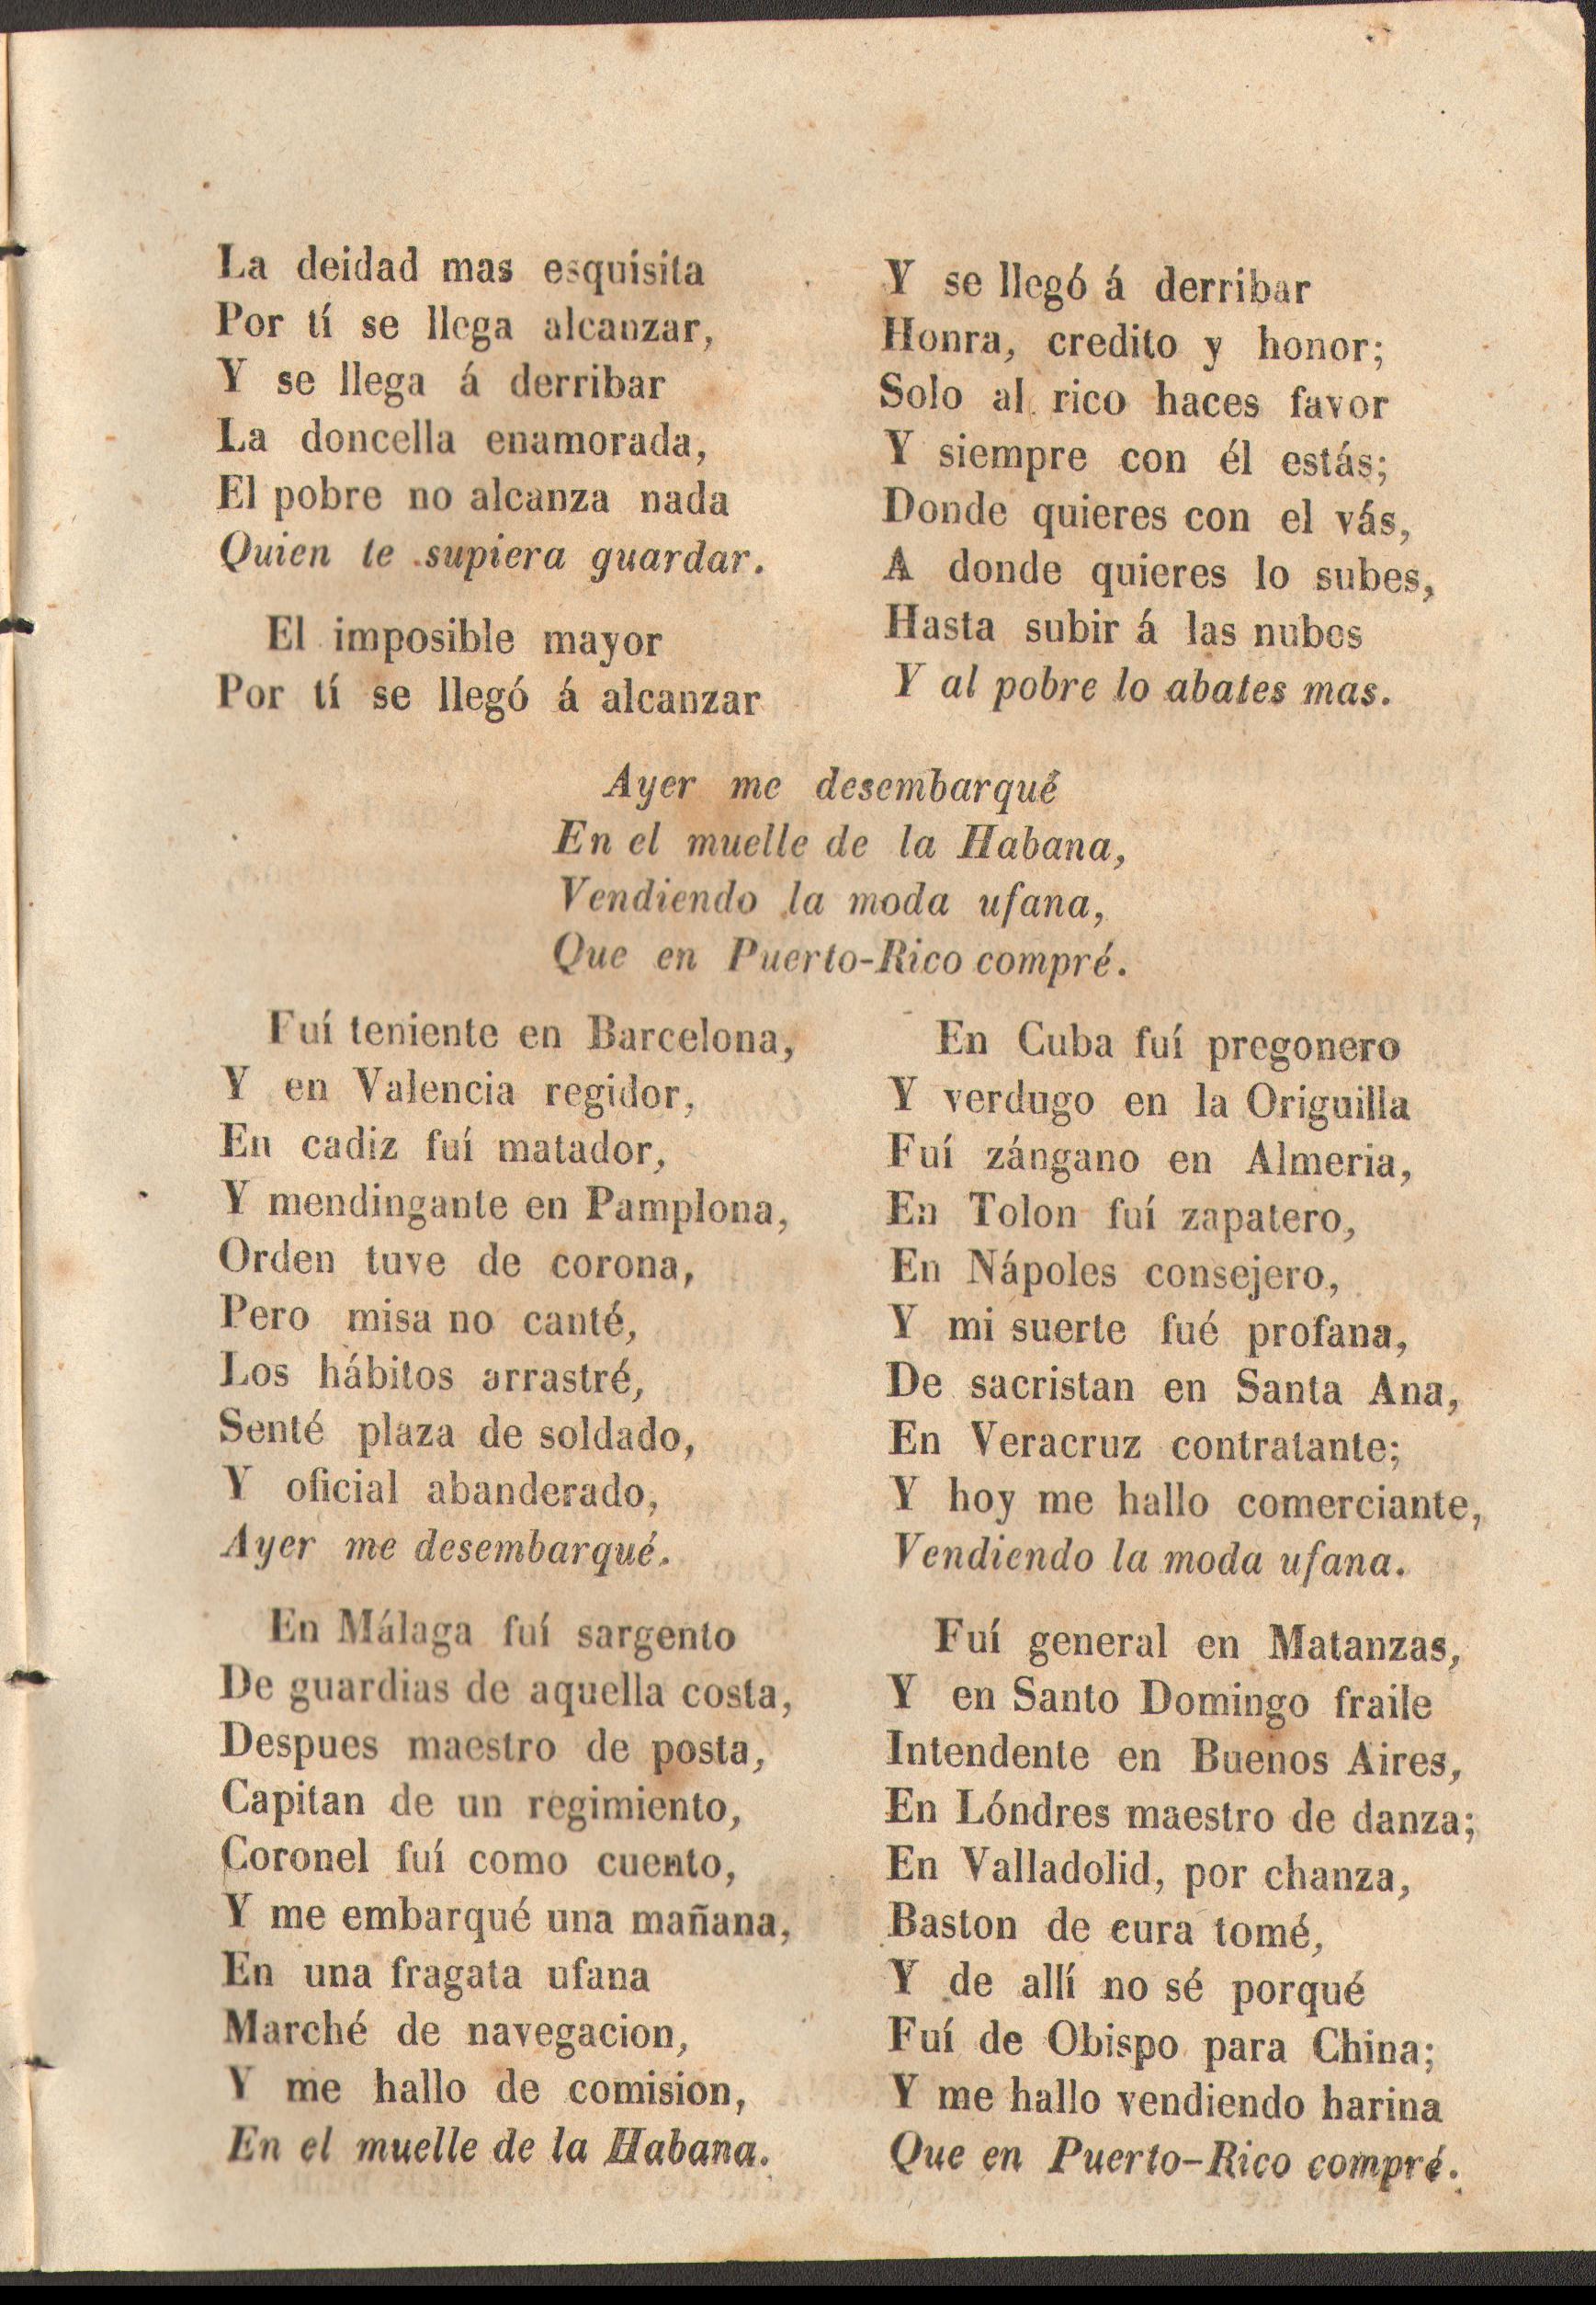 La deidad mas esquisita
Por tí se llega alcanzar,
Y se llega á derribar
La doncella enamorada,
El pobre no alcanza nada
Quien te supiera guardar.
El imposible mayor
Por tí se llegó á alcanzar
Y se llegó á derribar
Honra, credito y honor;
Solo al rico haces favor
Y siempre con él estás;
Donde quieres con el vás,
A donde quieres lo subes,
Hasta subir á las nubes
Y al pobre lo abates mas.
Ayer me desembarqué
En el muelle de la Habana,
Vendiendo la moda ufana,
Que en Puerto-Rico compré.
Fuí teniente en Barcelona,
Y en Valencia regidor,
En cadiz fuí matador,
Y mendingante en Pamplona,
Orden tuve de corona,
Pero misa no canté,
Los hábitos arrastré,
Senté plaza de soldado,
Y oficial abanderado,
Ayer me desembarqué.
En Málaga fuí sargento
De guardias de aquella costa,
Despues maestro de posta,
Capitan de un regimiento,
Coronel fuí como cuento,
Y me embarqué una mañana,
En una fragata ufana
Marché de navegacion,
Y me hallo de comision,
En el muelle de la Habana.
En Cuba fuí pregonero
Y verdugo en la Origuilla
Fuí zángano en Almeria,
En Tolon fuí zapatero,
En Nápoles consejero,
Y mi suerte fué profana,
De sacristan en Santa Ana,
En Veracruz contratante;
Y hoy me hallo comerciante,
Vendiendo la moda ufana.
Fuí general en Matanzas,
Y en Santo Domingo fraile
Intendente en Buenos Aires,
En Lóndres maestro de danza;
En Valladolid, por chanza,
Baston de cura tomé,
Y de allí no sé porqué
Fuí de Obispo para China;
Y me hallo vendiendo harina
Que en Puerto-Rico compré.